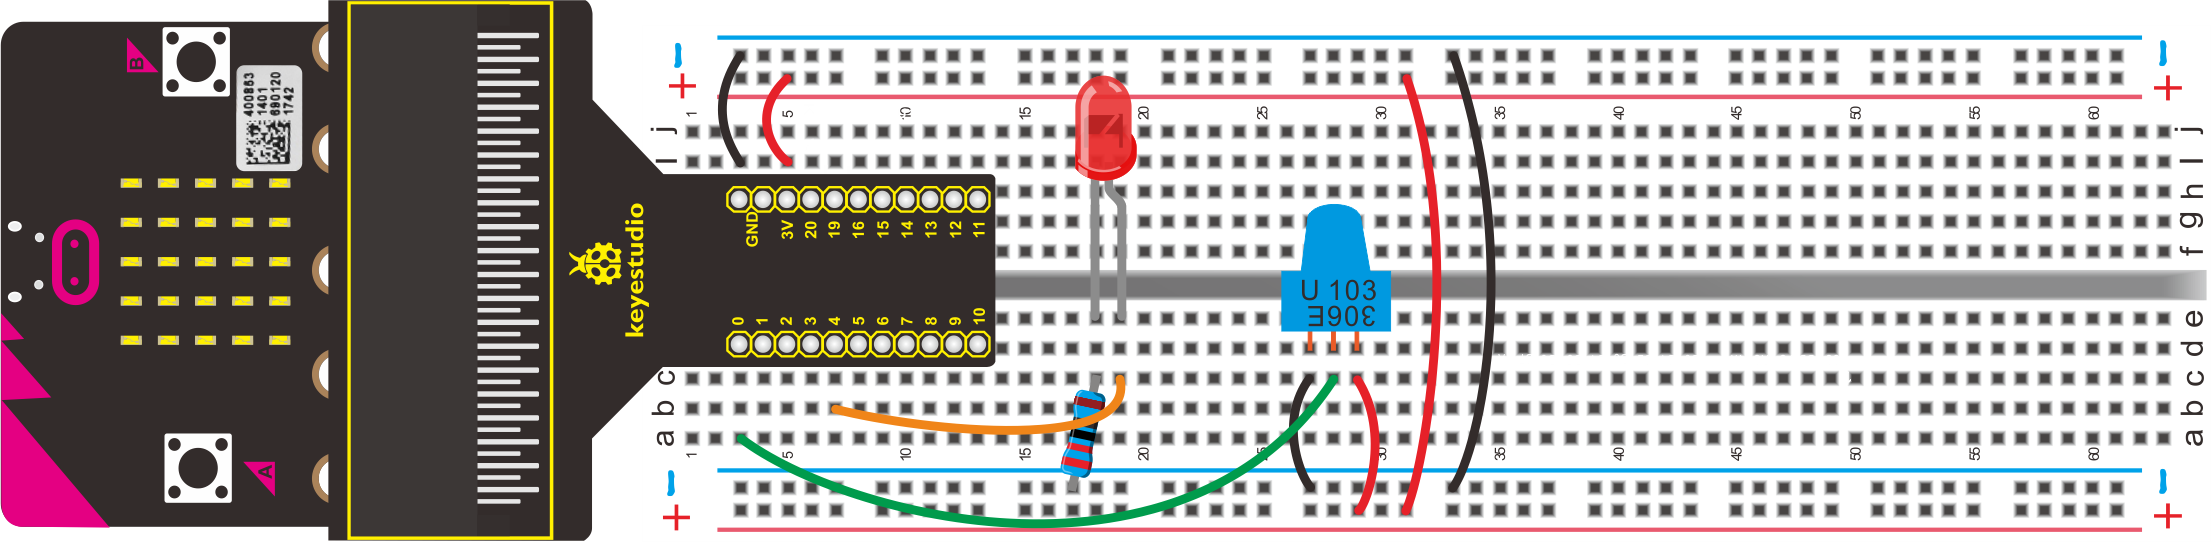 B
400863
1401
690120
1742
A
keyestudio
GND 3V 20 19 16 15 14 13 12 11
0 1 2 3 4 5 6 7 8 9 10
- -
+ +
1 5 10 15 20 25 30 35 40 45 50 55 60
j j
I I
h
g
f
U 103
306E
e
d
c c
b b
a a
1 5 15 20 30 35 40 45 50 55 60
- -
+ +